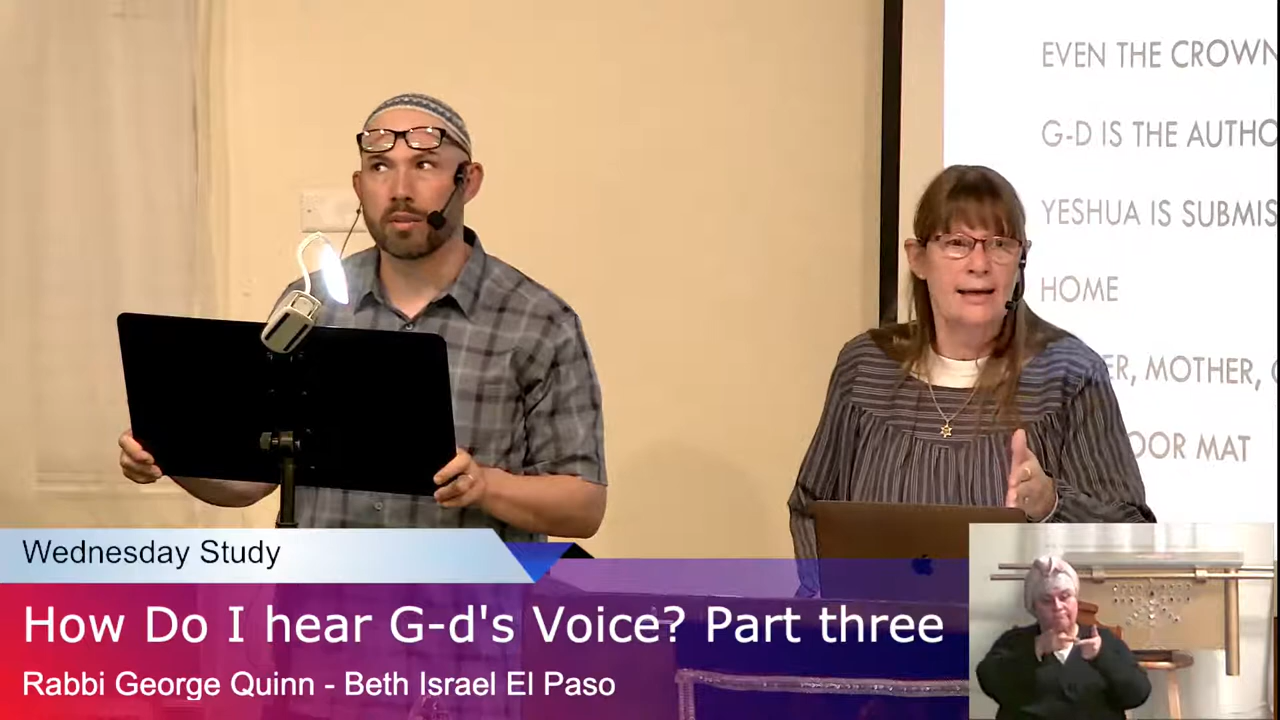 EVEN THE CROWN
G-D IS THE AUTHO
YESHUA IS SUBMIS
HOME
ER, MOTHER,
OOR MAT
Wednesday Study
How Do I hear G-d's Voice? Part three
Rabbi George Quinn - Beth Israel El Paso